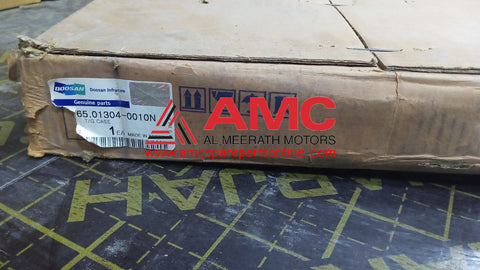 DOOSAN Doosan Infracore
Genuine parts
65.01304-0010N
T/G CASE
1 EA MADE IN
AMC
AL MEERATH MOTORS
www.amcsparepartsonline.com